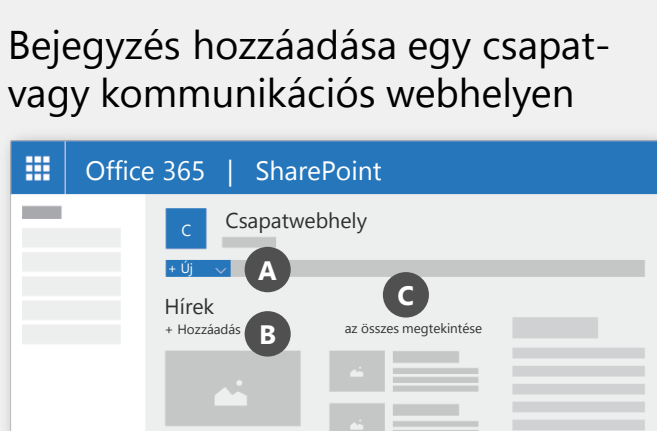 Bejegyzés hozzáadása egy csapat-
vagy kommunikációs webhelyen
Office 365 | SharePoint
C Csapatwebhely
+ Új A
C
Hírek
+ Hozzáadás B az összes megtekintése